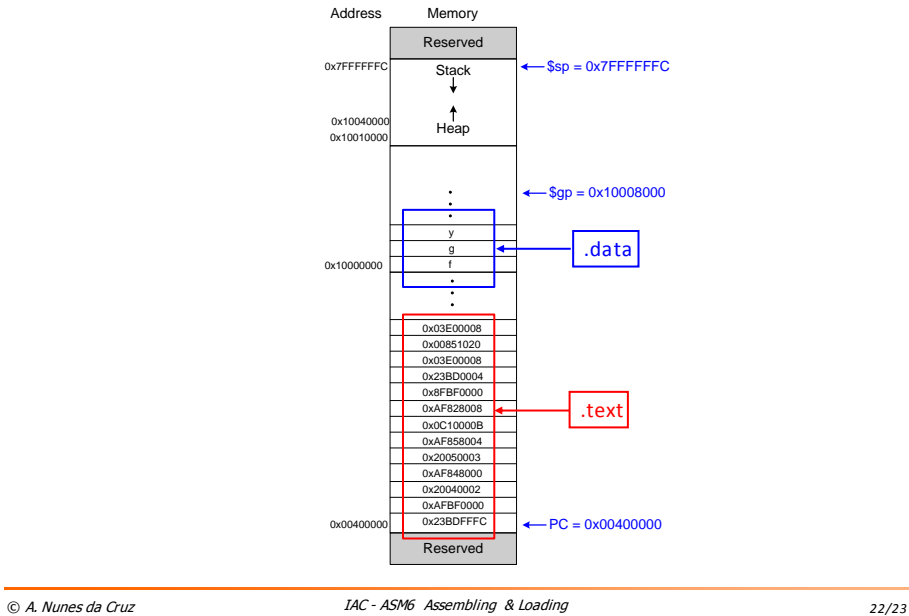 Address Memory
Reserved
0x7FFFFFFC Stack $sp = 0x7FFFFFFC
0x10040000
Heap
0x10010000
$gp = 0x10008000
y
g .data
0x10000000 f
0x03E00008
0x00851020
0x03E00008
0x23BD0004
0x8FBF0000
0xAF828008 .text
0x0C10000B
0xAF858004
0x20050003
0xAF848000
0x20040002
0xAFBF0000
0x00400000 0x23BDFFFC PC = 0x00400000
Reserved
© A. Nunes da Cruz IAC - ASM6 Assembling & Loading 22/23